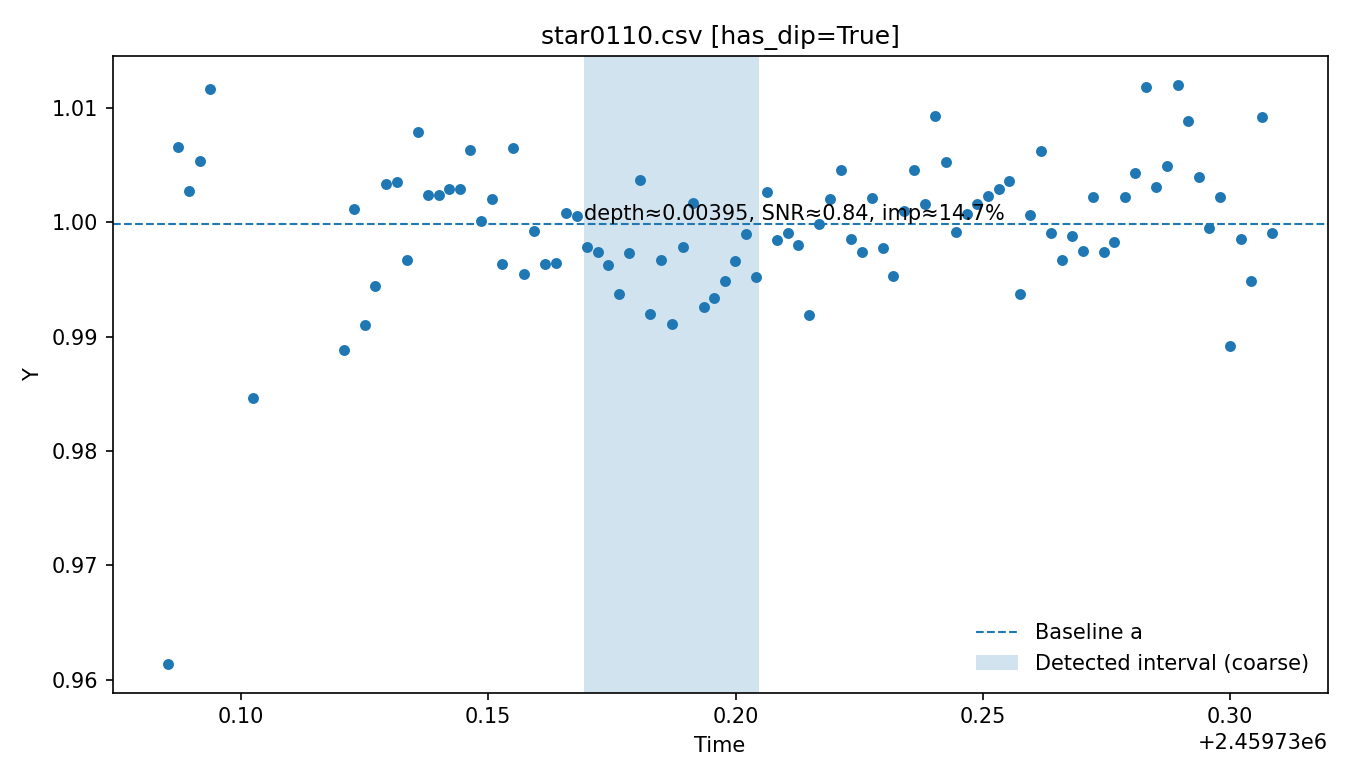 star0110.csv [has_dip=True]
Y
1.01
1.00
0.99
0.98
0.97
0.96
depth≈0.00395, SNR≈0.84, imp≈14.7%
Baseline a
Detected interval (coarse)
0.10 0.15 0.20 0.25 0.30
Time
+2.45973e6